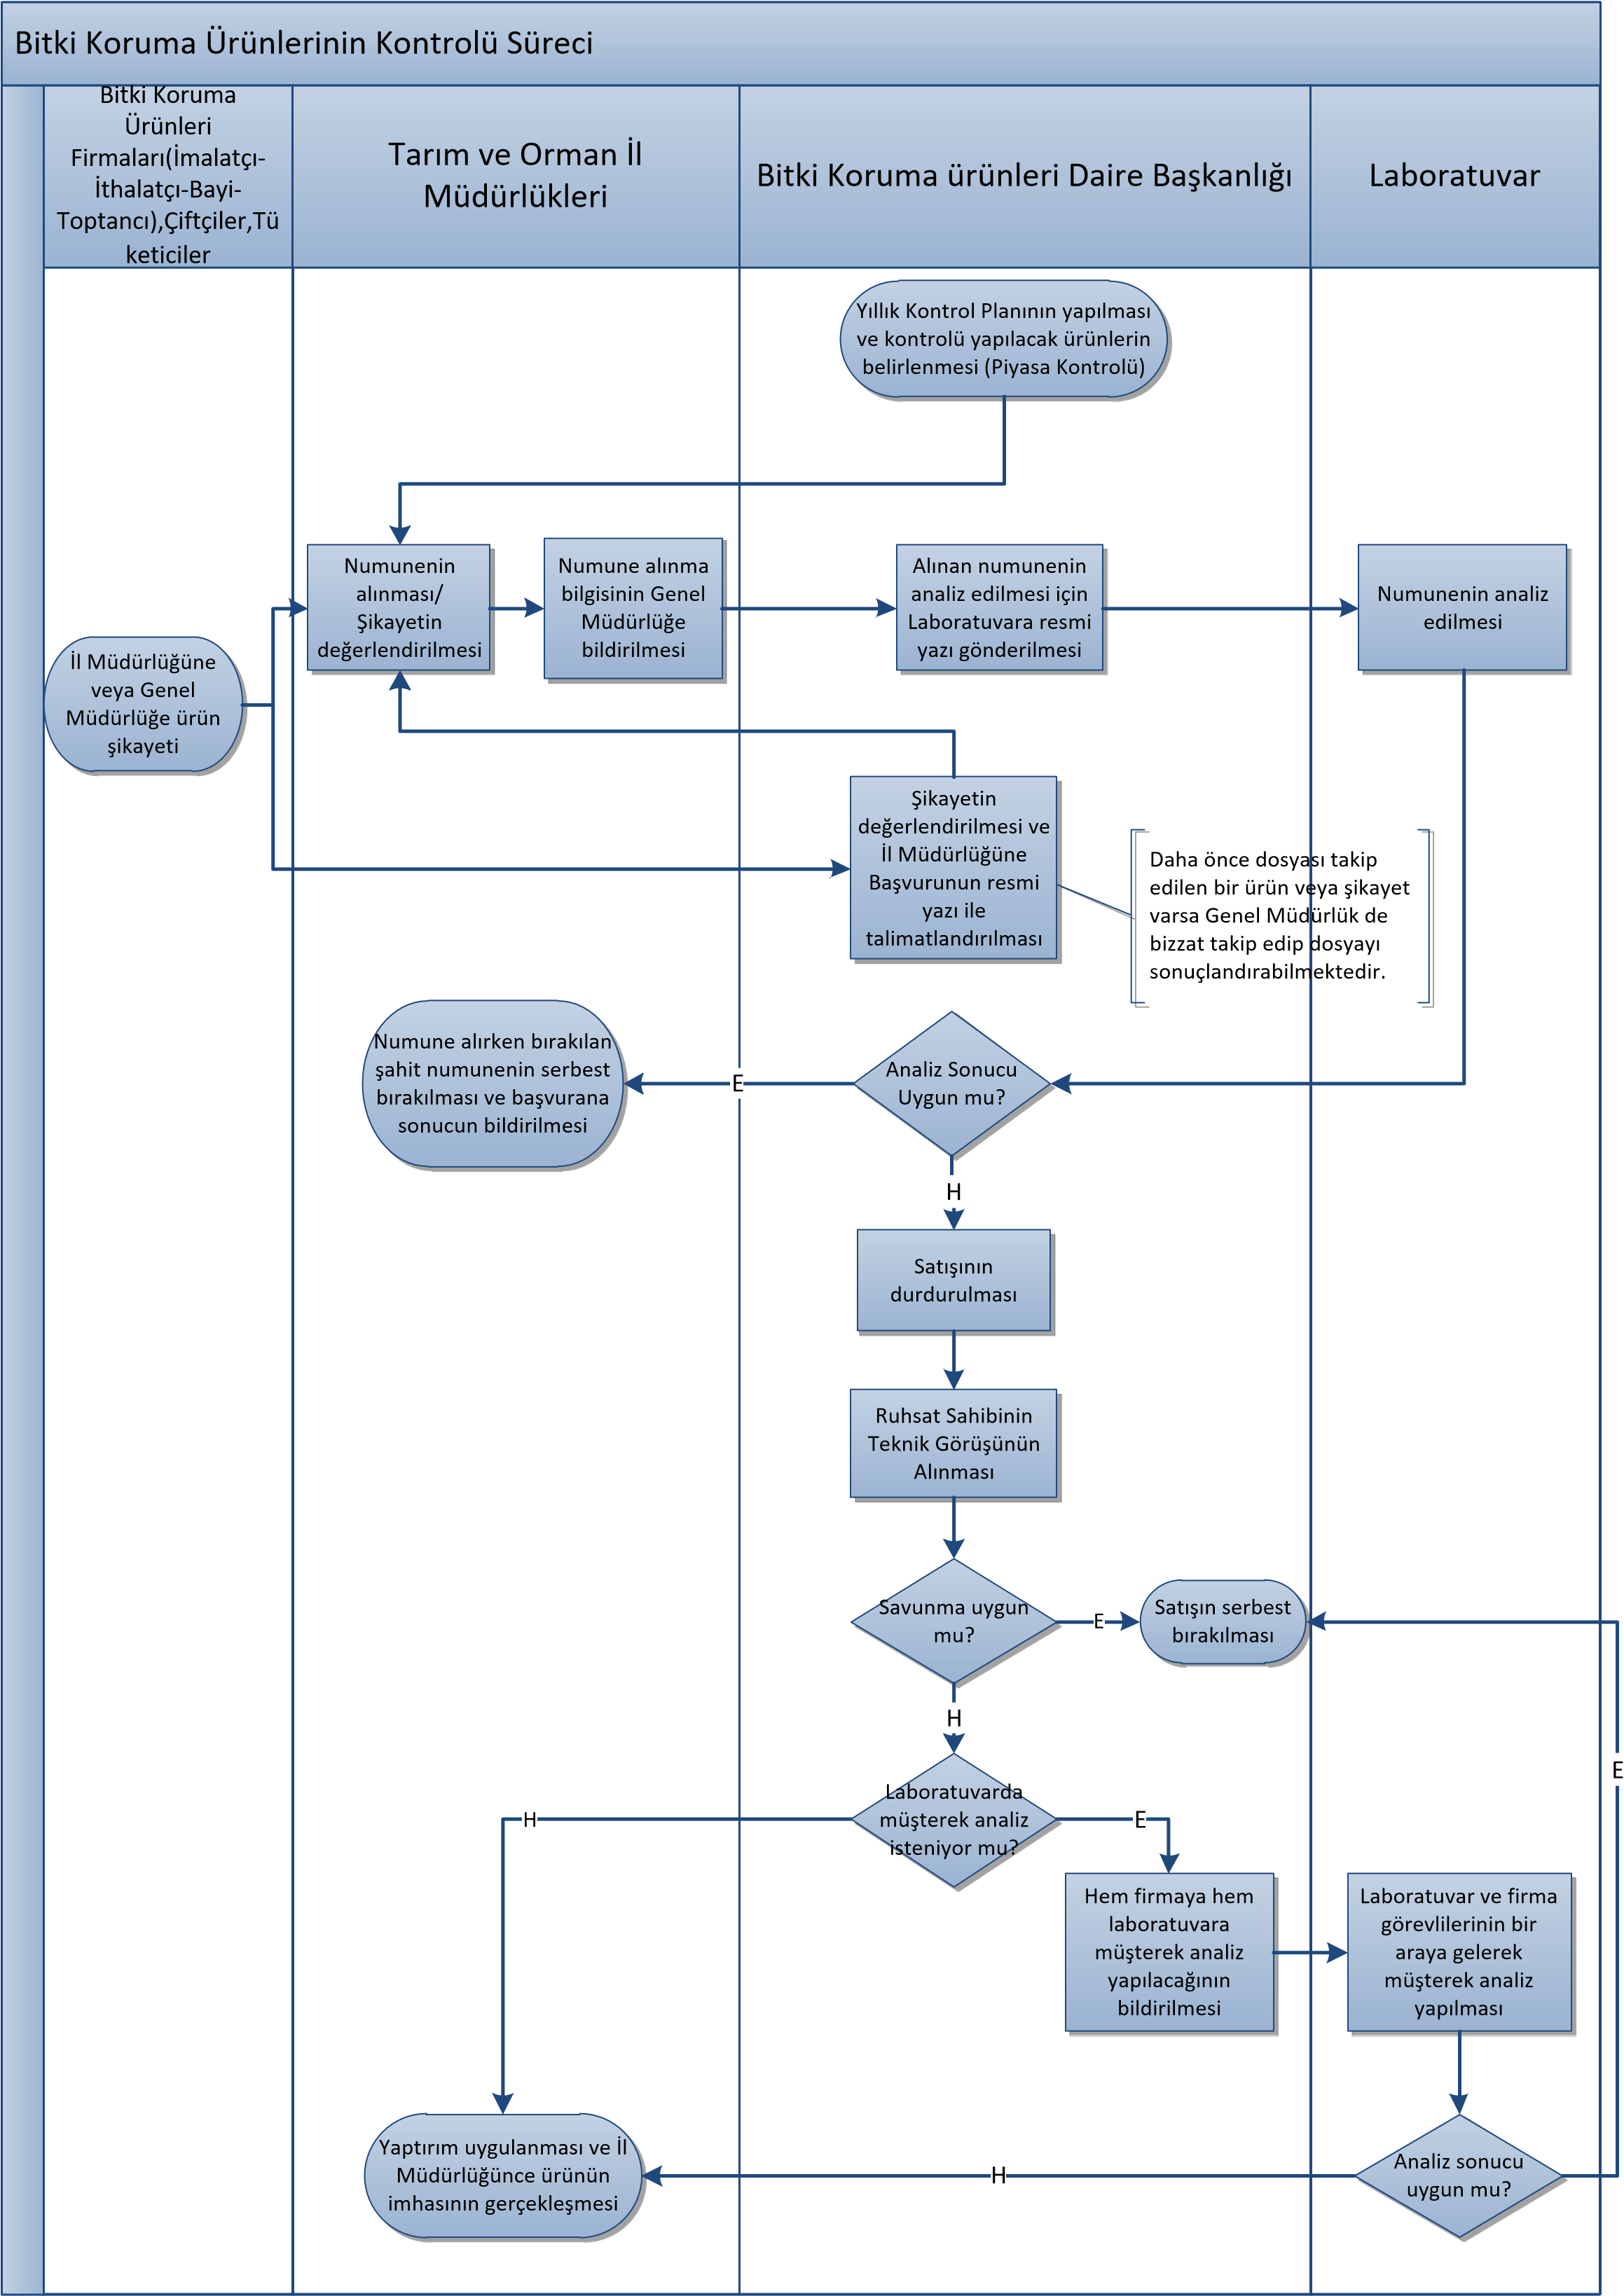 Bitki Koruma Ürünlerinin Kontrolü Süreci
Bitki Koruma
Ürünleri
Firmaları(İmalatçı-
İthalatçı-Bayi-
Toptancı),Çiftçiler,Tü
keticiler
Tarım ve Orman İl
Müdürlükleri
Bitki Koruma ürünleri Daire Başkanlığı
Laboratuvar
Yıllık Kontrol Planının yapılması
ve kontrolü yapılacak ürünlerin
belirlenmesi (Piyasa Kontrolü)
Numunenin
alınması/
Şikayetin
değerlendirilmesi
Numune alınma
bilgisinin Genel
Müdürlüğe
bildirilmesi
Alınan numunenin
analiz edilmesi için
Laboratuvara resmi
yazı gönderilmesi
Numunenin analiz
edilmesi
İl Müdürlüğüne
veya Genel
Müdürlüğe ürün
şikayeti
Şikayetin
değerlendirilmesi ve
İl Müdürlüğüne
Başvurunun resmi
yazı ile
talimatlandırılması
Daha önce dosyası takip
edilen bir ürün veya şikayet
varsa Genel Müdürlük de
bizzat takip edip dosyayı
sonuçlandırabilmektedir.
Numune alırken bırakılan
şahit numunenin serbest
bırakılması ve başvurana
sonucun bildirilmesi
E
Analiz Sonucu
Uygun mu?
H
Satışının
durdurulması
Ruhsat Sahibinin
Teknik Görüşünün
Alınması
Savunma uygun
mu?
E
Satışın serbest
bırakılması
H
E
Laboratuvarda
müşterek analiz
isteniyor mu?
H
E
Hem firmaya hem
laboratuvara
müşterek analiz
yapılacağının
bildirilmesi
Laboratuvar ve firma
görevlilerinin bir
araya gelerek
müşterek analiz
yapılması
Yaptırım uygulanması ve İl
Müdürlüğünce ürünün
imhasının gerçekleşmesi
H
Analiz sonucu
uygun mu?